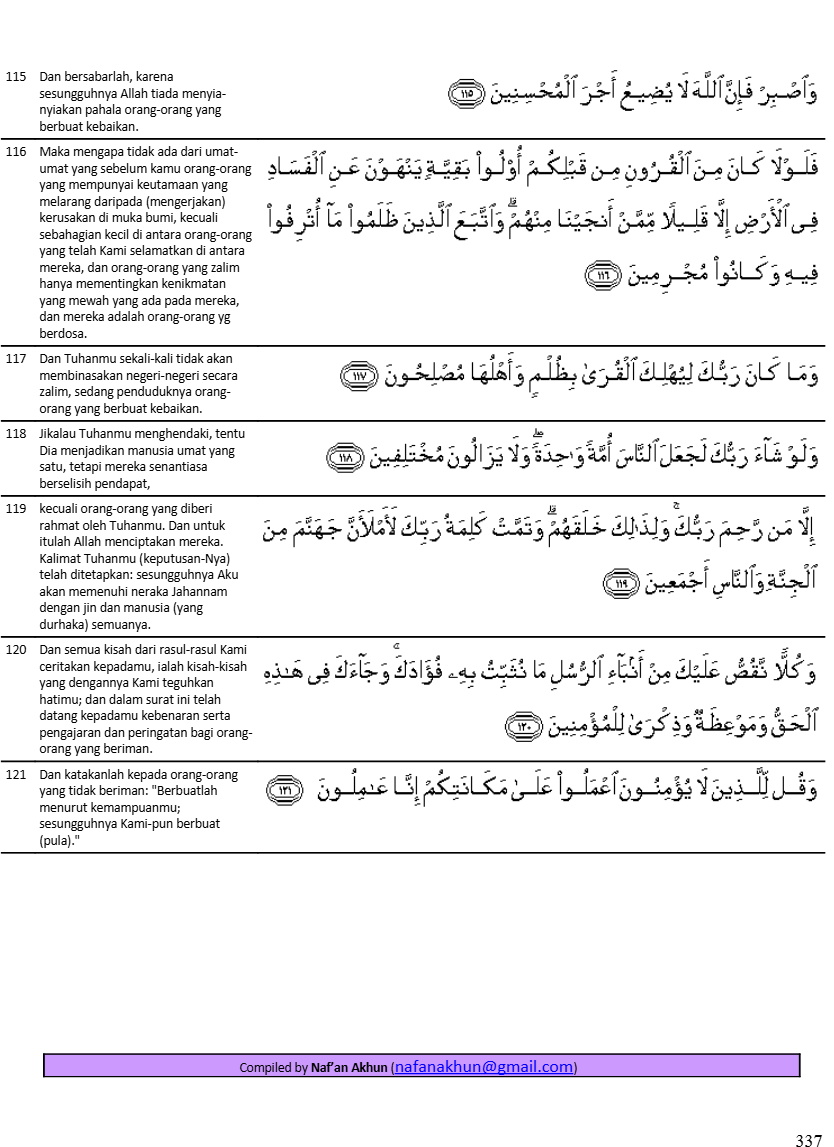 115 Dan bersabarlah, karena
sesungguhnya Allah tiada menyia-
nyiakan pahala orang-orang yang
berbuat kebaikan.
وَٱصْبِرْ فَإِنَّ ٱللَّهَ لَا يُضِيعُ أَجْرَ ٱلْمُحْسِنِينَ ١١٥
116 Maka mengapa tidak ada dari umat-
umat yang sebelum kamu orang-orang
yang mempunyai keutamaan yang
melarang daripada (mengerjakan)
kerusakan di muka bumi, kecuali
sebahagian kecil di antara orang-orang
yang telah Kami selamatkan di antara
mereka, dan orang-orang yang zalim
hanya mementingkan kenikmatan
yang mewah yang ada pada mereka,
dan mereka adalah orang-orang yg
berdosa.
فَلَوْلَا كَانَ مِنَ ٱلْقُرُونِ مِن قَبْلِكُمْ أُو۟لُوا۟ بَقِيَّةٍ يَنْهَوْنَ عَنِ ٱلْفَسَادِ
فِى ٱلْأَرْضِ إِلَّا قَلِيلًا مِّمَّنْ أَنجَيْنَا مِنْهُمْ ۗ وَٱتَّبَعَ ٱلَّذِينَ ظَلَمُوا۟ مَآ أُتْرِفُوا۟
فِيهِ وَكَانُوا۟ مُجْرِمِينَ ١١٦
117 Dan Tuhanmu sekali-kali tidak akan
membinasakan negeri-negeri secara
zalim, sedang penduduknya orang-
orang yang berbuat kebaikan.
وَمَا كَانَ رَبُّكَ لِيُهْلِكَ ٱلْقُرَىٰ بِظُلْمٍ وَأَهْلُهَا مُصْلِحُونَ ١١٧
118 Jikalau Tuhanmu menghendaki, tentu
Dia menjadikan manusia umat yang
satu, tetapi mereka senantiasa
berselisih pendapat,
وَلَوْ شَآءَ رَبُّكَ لَجَعَلَ ٱلنَّاسَ أُمَّةً وَٰحِدَةً ۖ وَلَا يَزَالُونَ مُخْتَلِفِينَ ١١٨
119 kecuali orang-orang yang diberi
rahmat oleh Tuhanmu. Dan untuk
itulah Allah menciptakan mereka.
Kalimat Tuhanmu (keputusan-Nya)
telah ditetapkan: sesungguhnya Aku
akan memenuhi neraka Jahannam
dengan jin dan manusia (yang
durhaka) semuanya.
إِلَّا مَن رَّحِمَ رَبُّكَ ۚ وَلِذَٰلِكَ خَلَقَهُمْ ۗ وَتَمَّتْ كَلِمَةُ رَبِّكَ لَأَمْلَأَنَّ جَهَنَّمَ مِنَ
ٱلْجِنَّةِ وَٱلنَّاسِ أَجْمَعِينَ ١١٩
120 Dan semua kisah dari rasul-rasul Kami
ceritakan kepadamu, ialah kisah-kisah
yang dengannya Kami teguhkan
hatimu; dan dalam surat ini telah
datang kepadamu kebenaran serta
pengajaran dan peringatan bagi orang-
orang yang beriman.
وَكُلًّا نَّقُصُّ عَلَيْكَ مِنْ أَنۢبَآءِ ٱلرُّسُلِ مَا نُثَبِّتُ بِهِۦ فُؤَادَكَ ۚ وَجَآءَكَ فِى هَٰذِهِ
ٱلْحَقُّ وَمَوْعِظَةٌ وَذِكْرَىٰ لِلْمُؤْمِنِينَ ١٢٠
121 Dan katakanlah kepada orang-orang
yang tidak beriman: "Berbuatlah
menurut kemampuanmu;
sesungguhnya Kami-pun berbuat
(pula)."
وَقُل لِّلَّذِينَ لَا يُؤْمِنُونَ ٱعْمَلُوا۟ عَلَىٰ مَكَانَتِكُمْ إِنَّا عَٰمِلُونَ ١٢١
Compiled by Naf'an Akhun (nafanakhun@gmail.com)
337